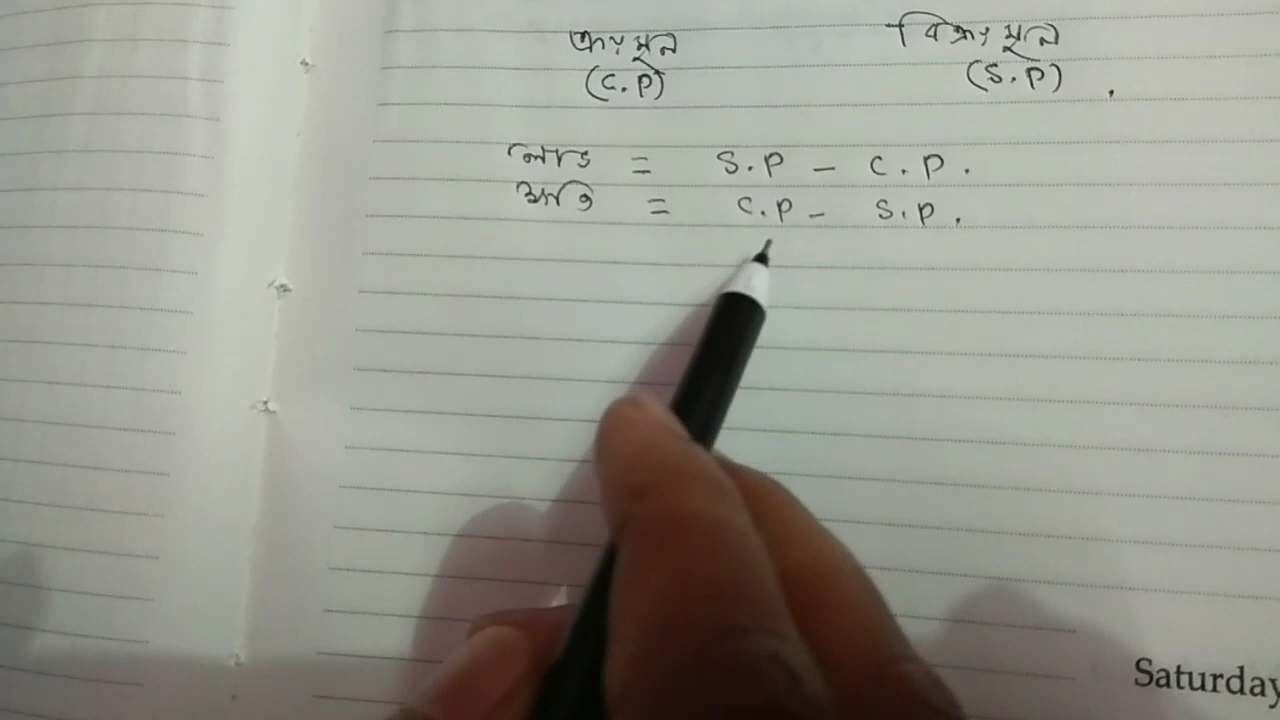 ক্রয়মূল্য বিক্রয়মূল্য
(C.P) (S.P) .
লাভ = S.P - C.P.
ক্ষতি = C.P - S.P.
Saturday